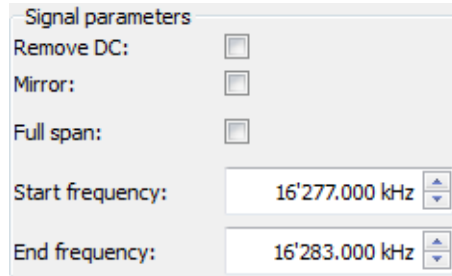 Signal parameters
Remove DC:
Mirror:
Full span:
Start frequency: 16'277.000 kHz
End frequency: 16'283.000 kHz